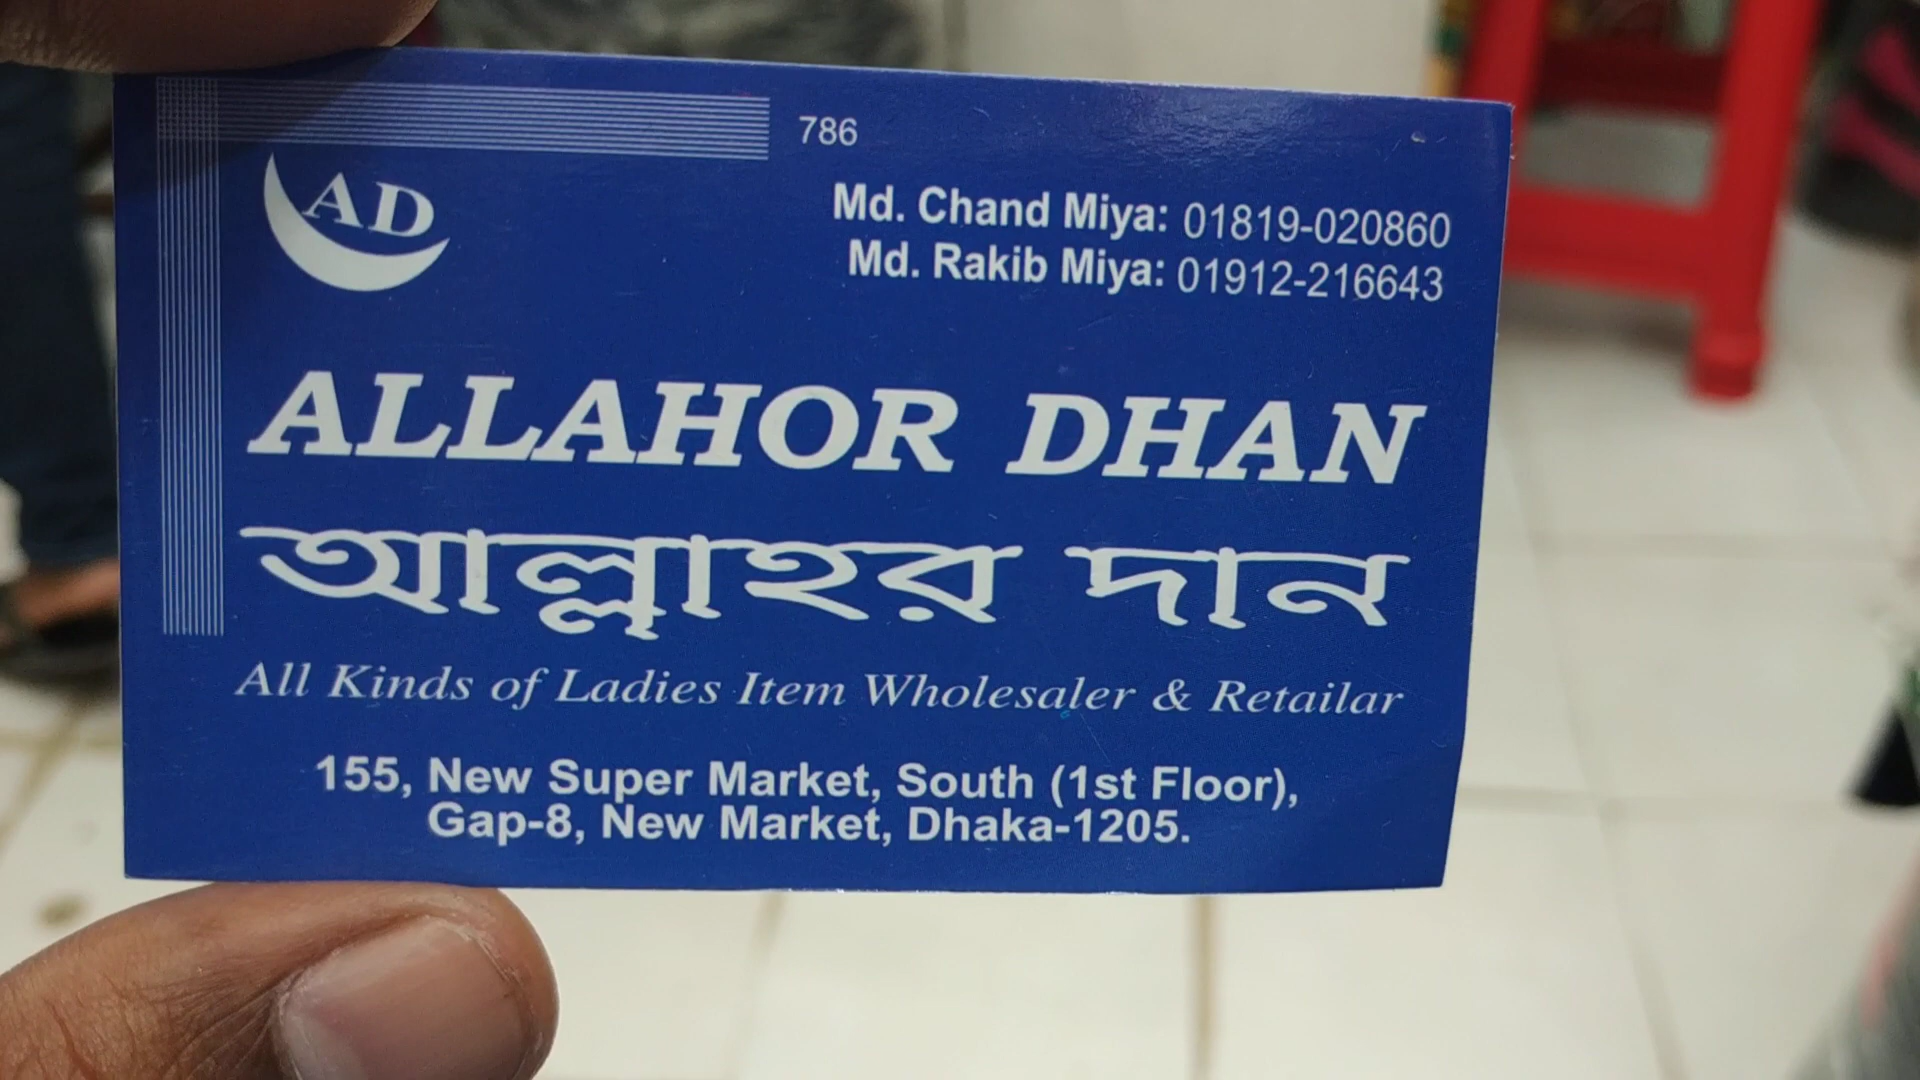 786
AD
Md. Chand Miya: 01819-020860
Md. Rakib Miya: 01912-216643
ALLAHOR DHAN
আল্লাহর দান
All Kinds of Ladies Item Wholesaler & Retailar
155, New Super Market, South (1st Floor),
Gap-8, New Market, Dhaka-1205.